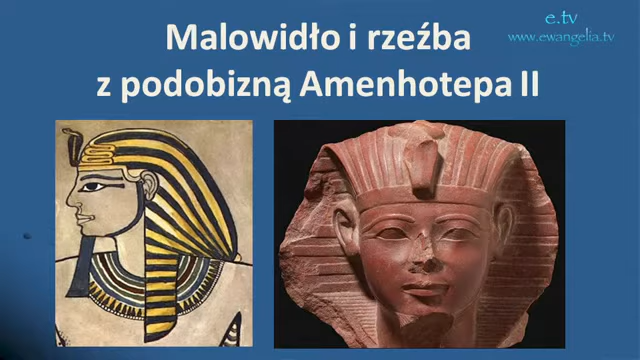 e.tv
www.ewangelia.tv
Malowidło i rzeźba
z podobizną Amenhotepa II